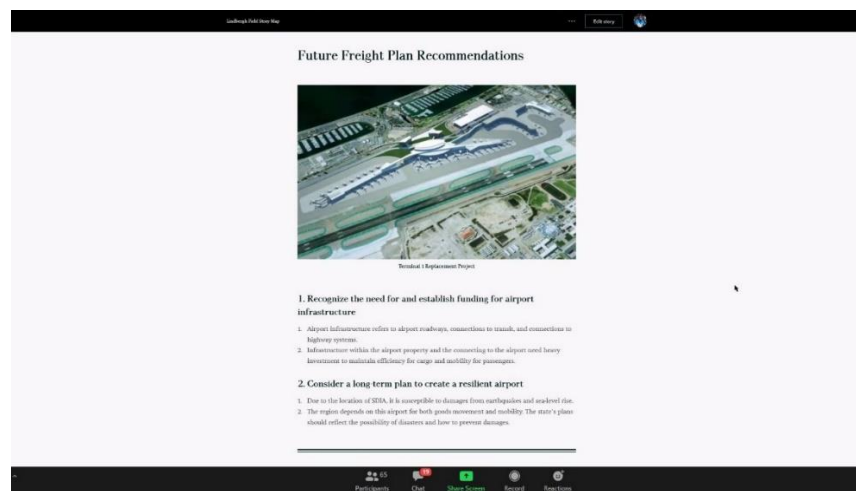 Lindbergh Field Story Map
Edit story
Future Freight Plan Recommendations
Terminal 1 Replacement Project
1. Recognize the need for and establish funding for airport
infrastructure
1. Airport Infrastructure refers to airport roadways, connections to transit, and connections to
highway systems.
2. Infrastructure within the airport property and the connecting to the airport need heavy
investment to maintain efficiency for cargo and mobility for passengers.
2. Consider a long-term plan to create a resilient airport
1. Due to the location of SDIA, it is susceptible to damages from earthquakes and sea-level rise.
2. The region depends on this airport for both goods movement and mobility. The state's plans
should reflect the possibility of disasters and how to prevent damages.
65
19
Participants Chat Share Screen Record Reactions